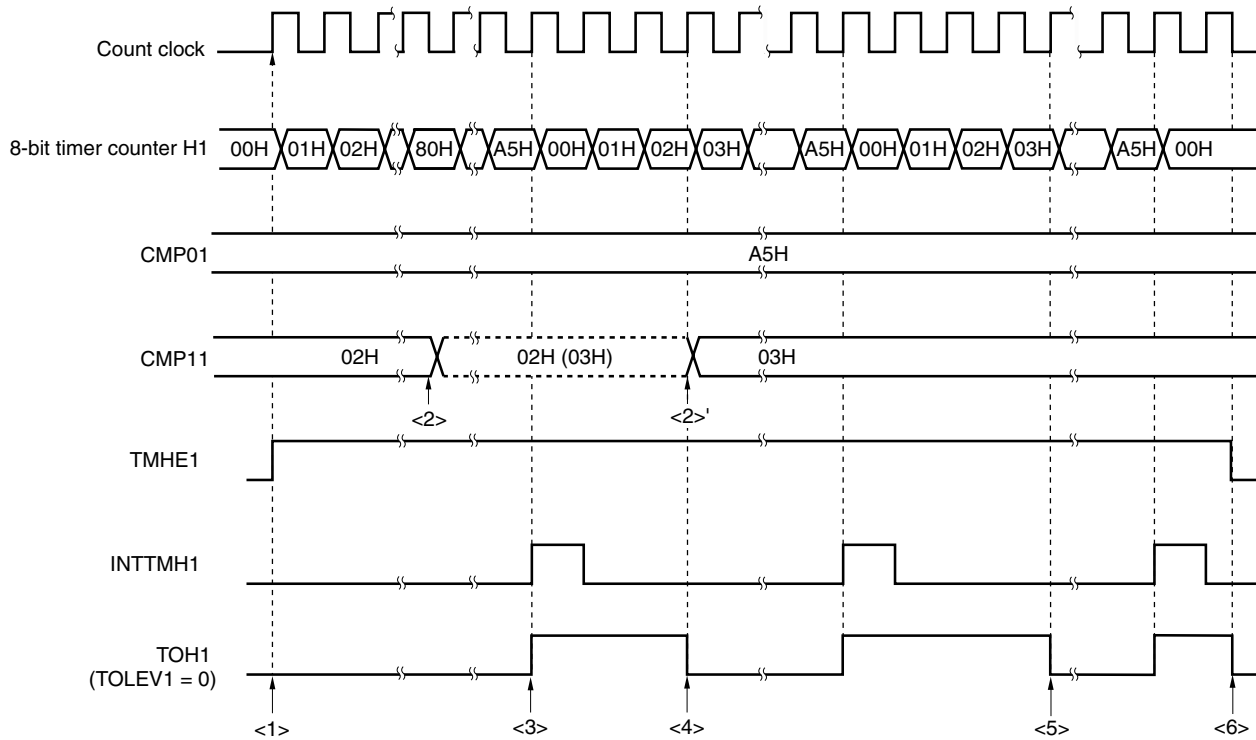 Count clock
8-bit timer counter H1 00H 01H 02H 80H A5H 00H 01H 02H 03H A5H 00H 01H 02H 03H A5H 00H
CMP01 A5H
CMP11 02H 02H (03H) 03H
<2> <2>'
TMHE1
INTTMH1
TOH1
(TOLEV1 = 0)
<1> <3> <4> <5> <6>